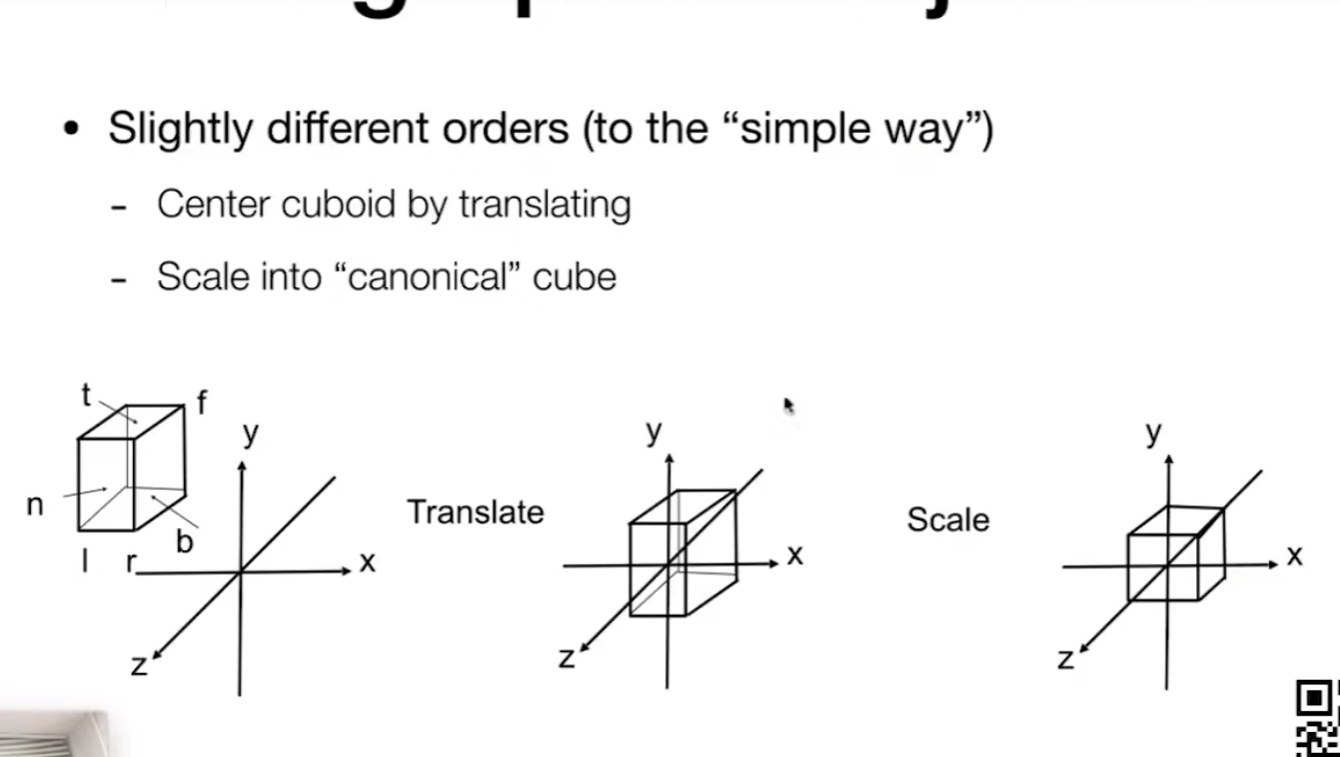 • Slightly different orders (to the “simple way”)
- Center cuboid by translating
- Scale into “canonical” cube
t
f
y
n
b
l r
x
z
Translate
y
x
z
Scale
y
x
z